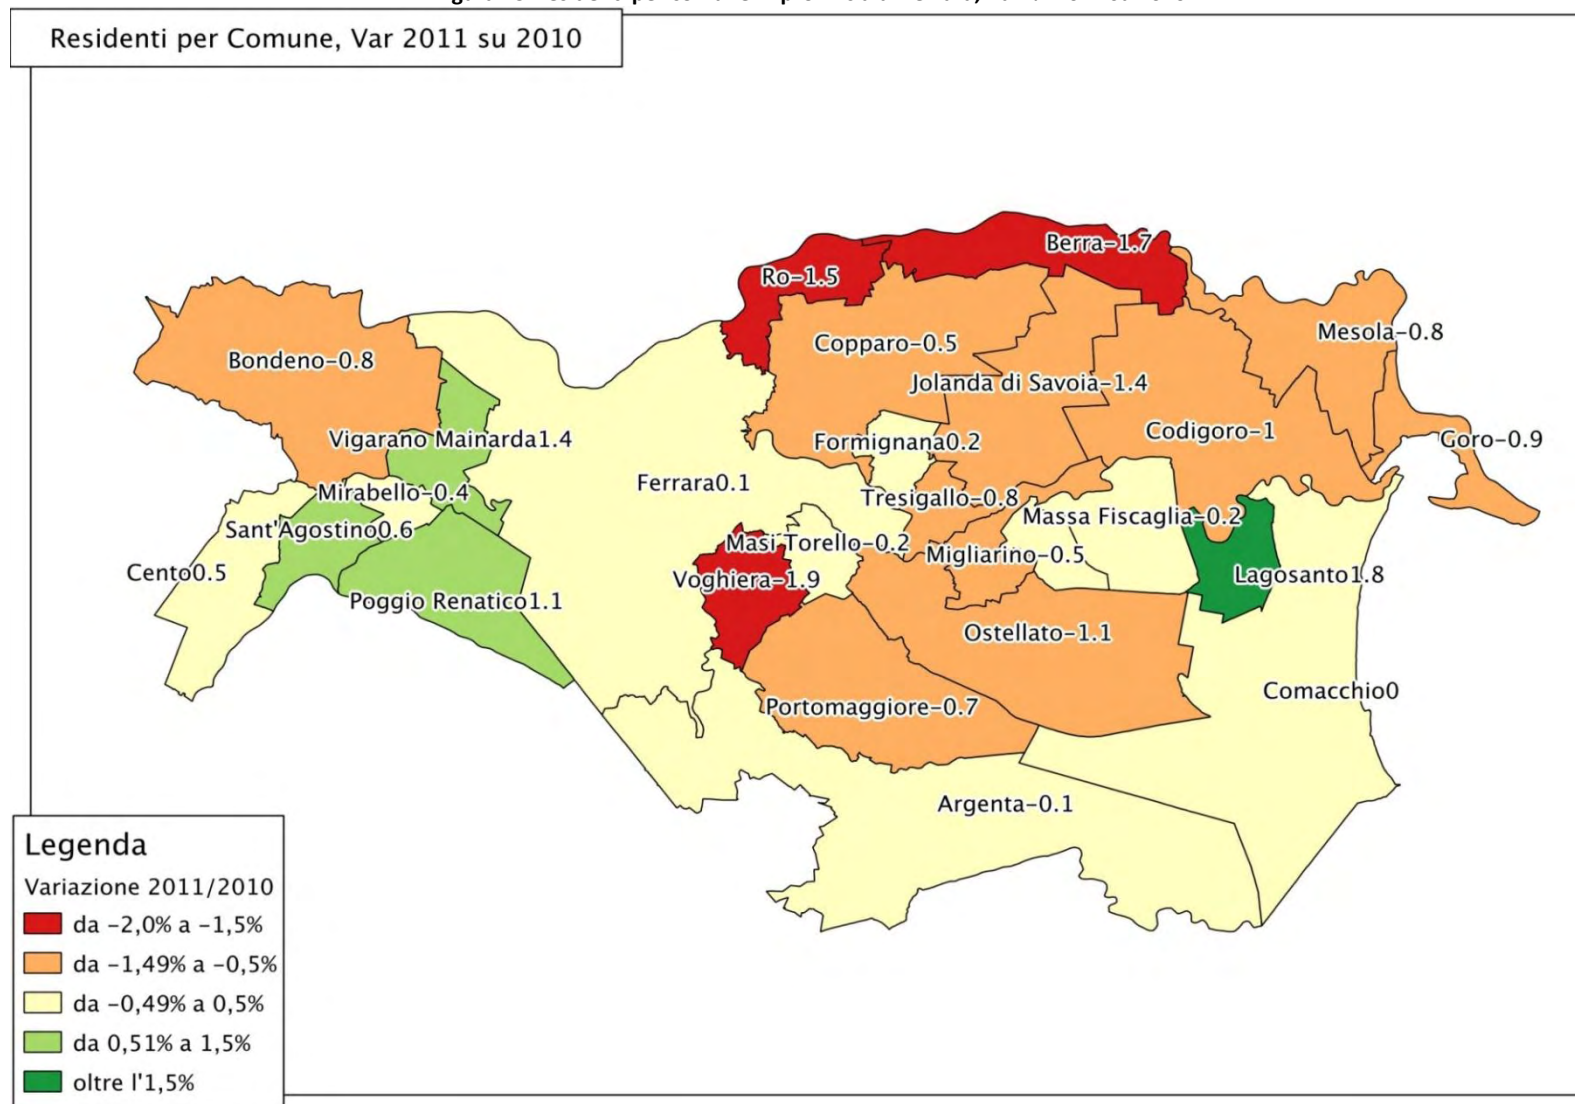 Residenti per Comune, Var 2011 su 2010
Berra-1.7
Ro-1.5
Mesola-0.8
Copparo-0.5
Bondeno-0.8
Jolanda di Savoia-1.4
Codigoro-1
Goro-0.9
Vigarano Mainarda1.4
Formignana0.2
Ferrara0.1
Mirabello-0.4
Tresigallo-0.8
Massa Fiscaglia-0.2
Sant'Agostino0.6
Masi Torello-0.2
Migliarino-0.5
Cento0.5
Voghiera-1.9
Lagosanto1.8
Poggio Renatico1.1
Ostellato-1.1
Comacchio0
Portomaggiore-0.7
Argenta-0.1
Legenda
Variazione 2011/2010
da -2,0% a -1,5%
da -1,49% a -0,5%
da -0,49% a 0,5%
da 0,51% a 1,5%
oltre l'1,5%